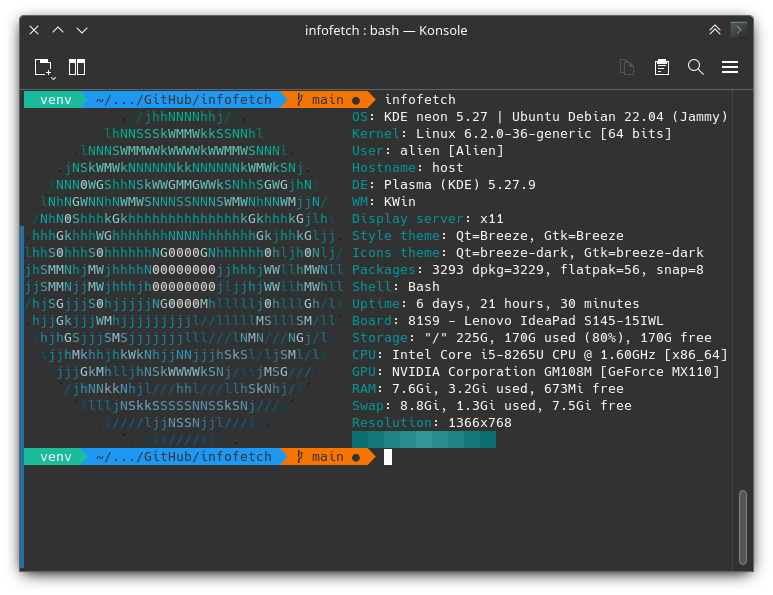 infofetch : bash — Konsole
venv ~/.../GitHub/infofetch main ● infofetch
OS: KDE neon 5.27 | Ubuntu Debian 22.04 (Jammy)
Kernel: Linux 6.2.0-36-generic [64 bits]
User: alien [Alien]
Hostname: host
DE: Plasma (KDE) 5.27.9
WM: KWin
Display server: x11
Style theme: Qt=Breeze, Gtk=Breeze
Icons theme: Qt=breeze-dark, Gtk=breeze-dark
Packages: 3293 dpkg=3229, flatpak=56, snap=8
Shell: Bash
Uptime: 6 days, 21 hours, 30 minutes
Board: 81S9 - Lenovo IdeaPad S145-15IWL
Storage: "/" 225G, 170G used (80%), 170G free
CPU: Intel Core i5-8265U CPU @ 1.60GHz [x86_64]
GPU: NVIDIA Corporation GM108M [GeForce MX110]
RAM: 7.6Gi, 3.2Gi used, 673Mi free
Swap: 8.8Gi, 1.3Gi used, 7.5Gi free
Resolution: 1366x768
venv ~/.../GitHub/infofetch main ●